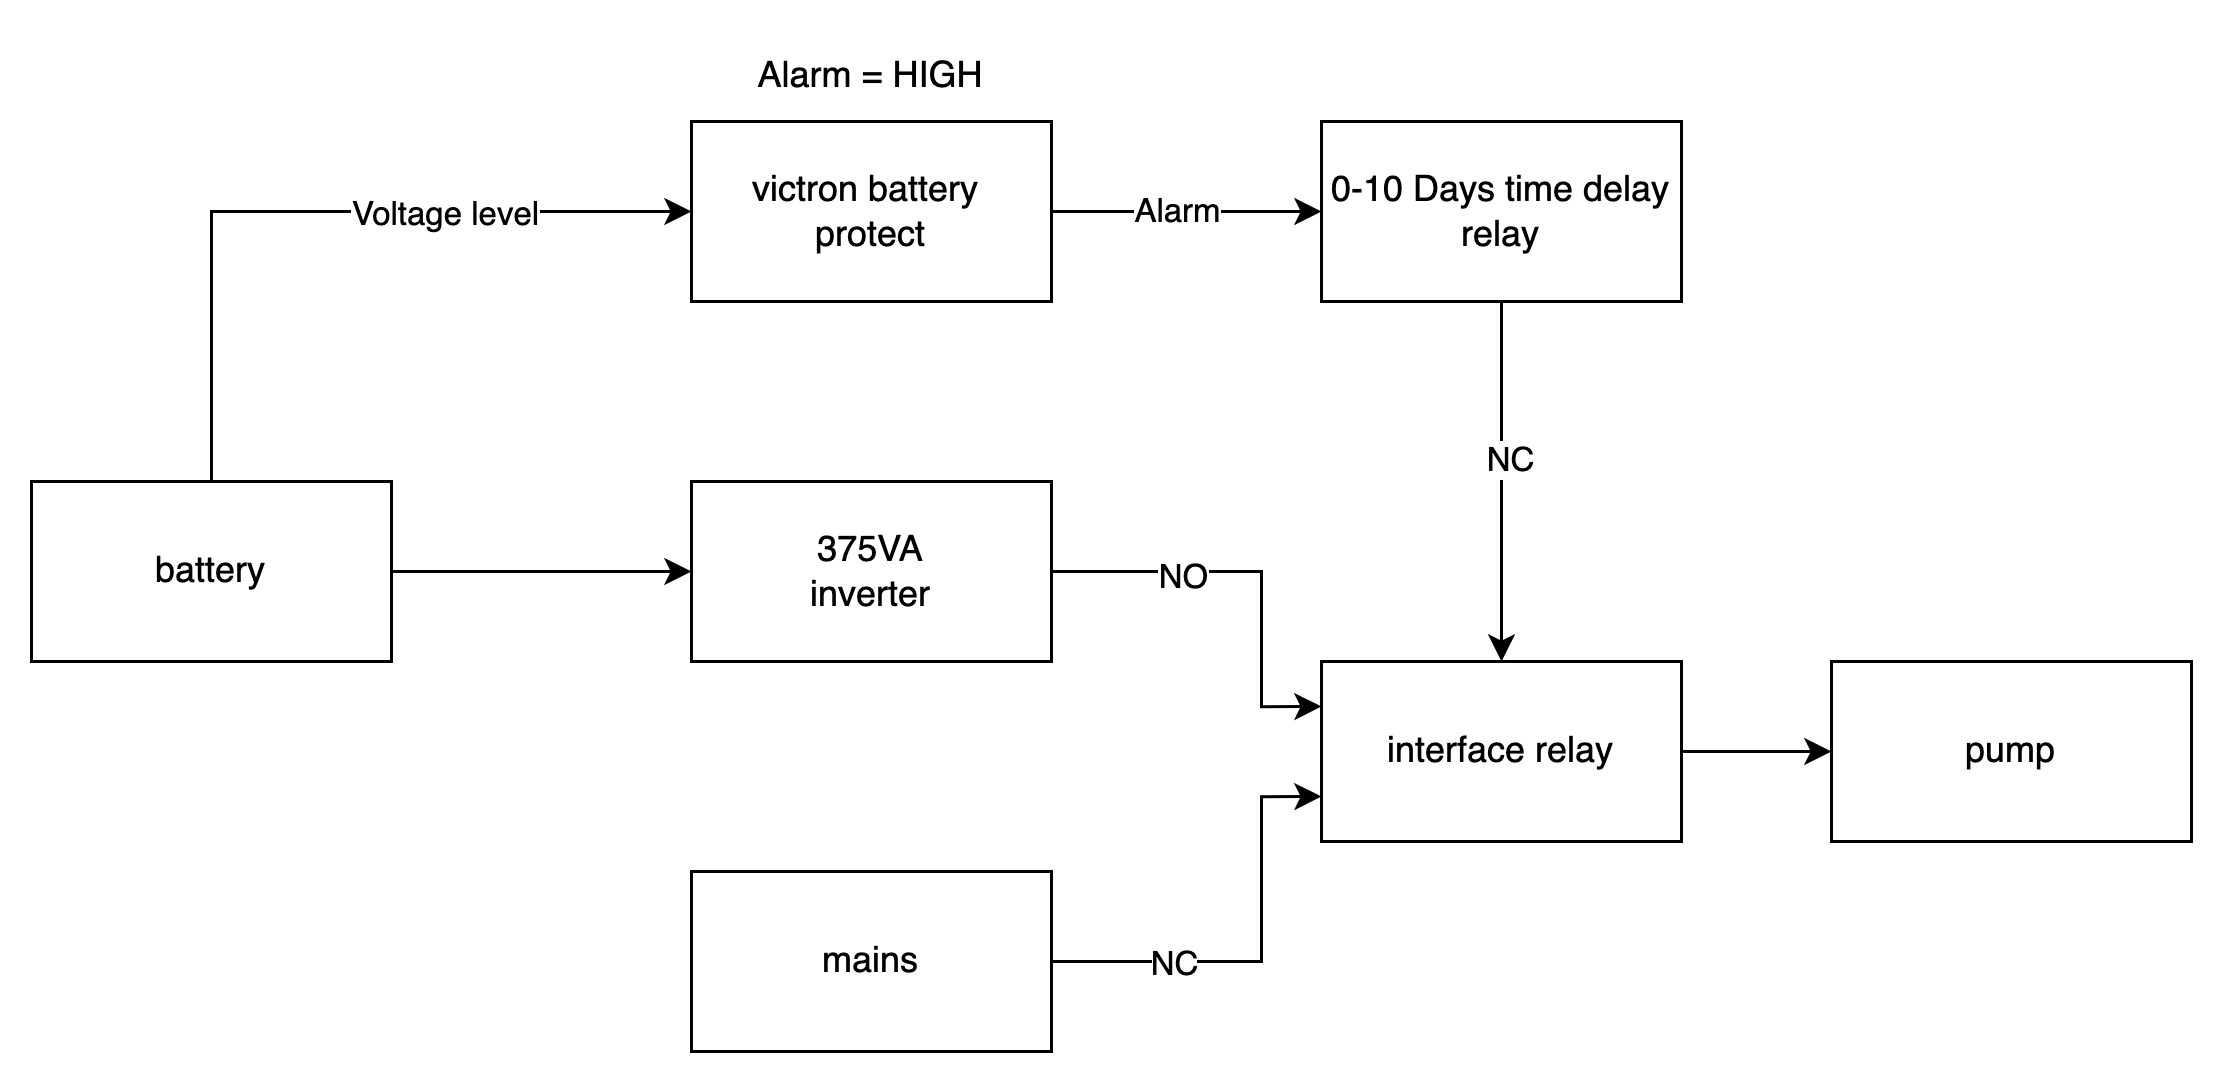 Alarm = HIGH
victron battery
protect
0-10 Days time delay
relay
Voltage level
Alarm
NC
battery
375VA
inverter
NO
interface relay
pump
mains
NC